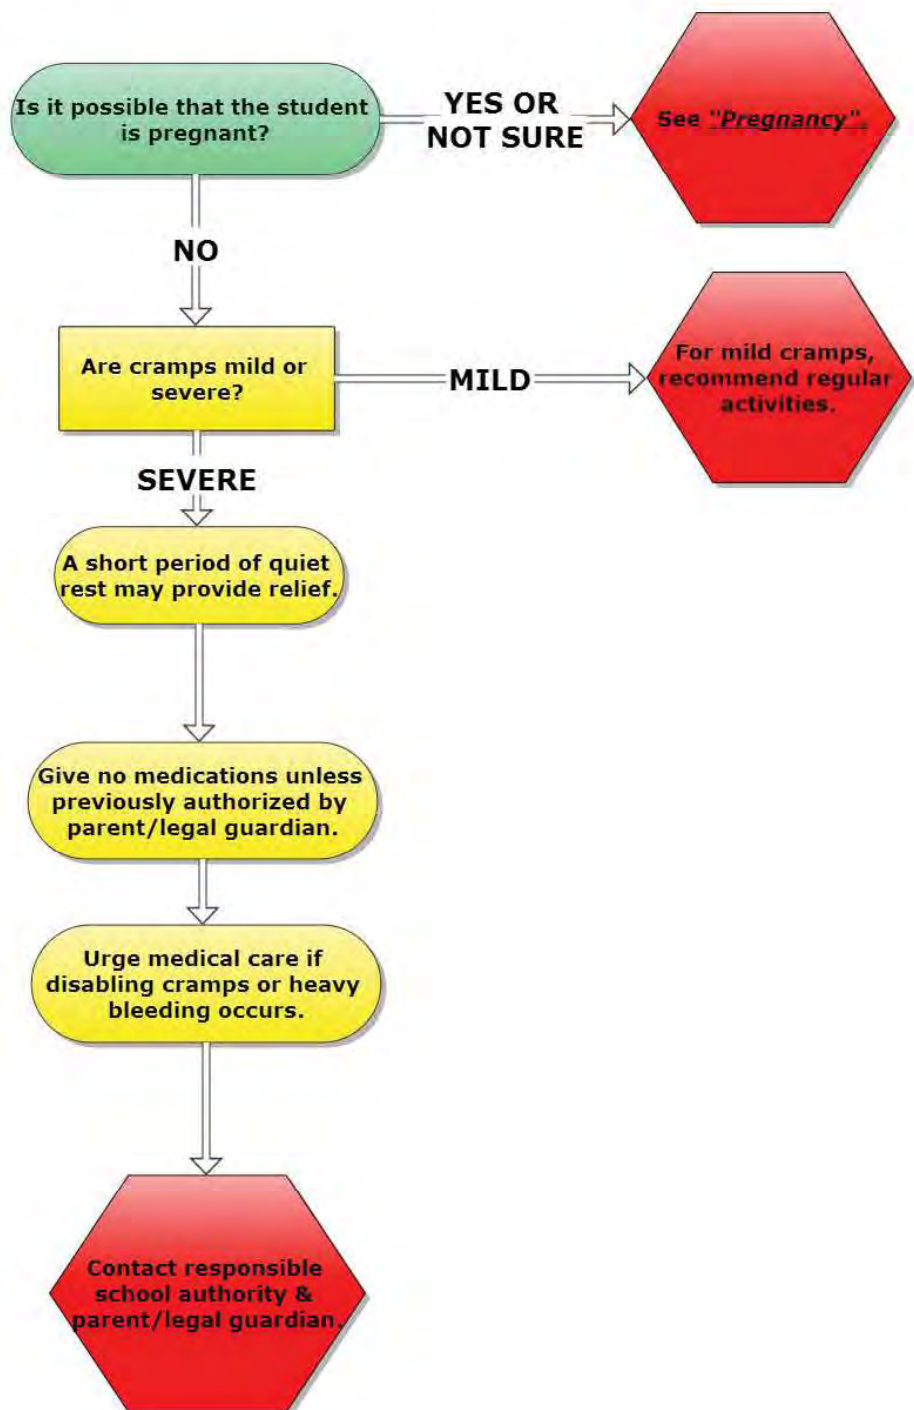 Is it possible that the student
is pregnant?
YES OR
NOT SURE
See "Pregnancy".
NO
Are cramps mild or
severe?
MILD
For mild cramps,
recommend regular
activities.
SEVERE
A short period of quiet
rest may provide relief.
Give no medications unless
previously authorized by
parent/legal guardian.
Urge medical care if
disabling cramps or heavy
bleeding occurs.
Contact responsible
school authority &
parent/legal guardian.